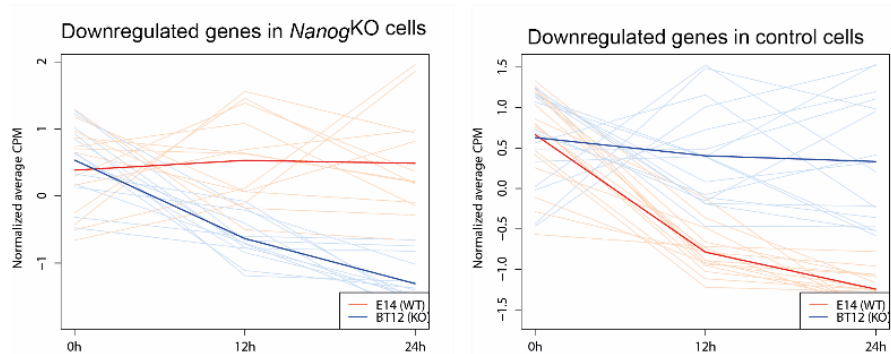 Downregulated genes in NanogKO cells
Normalized average CPM
2
1
0
−1
E14 (WT)
BT12 (KO)
0h
12h
24h
Downregulated genes in control cells
Normalized average CPM
1.5
1.0
0.5
0.0
−0.5
−1.0
−1.5
E14 (WT)
BT12 (KO)
0h
12h
24h